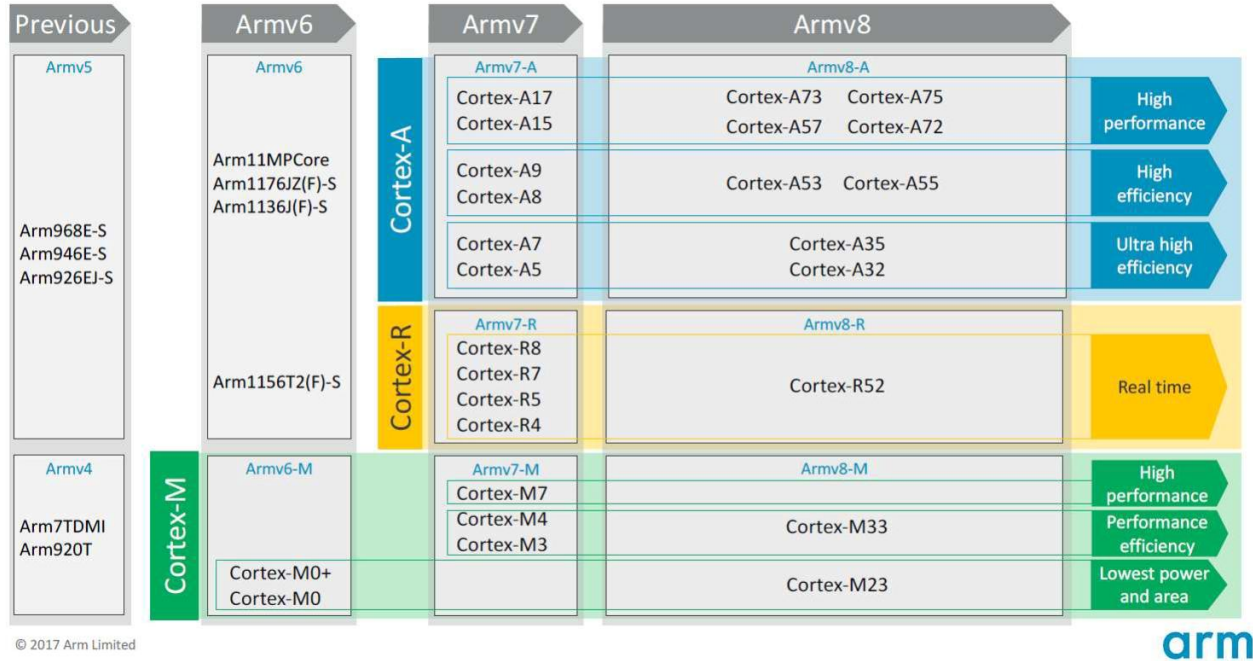 Previous
Armv6
Armv7
Armv8
Armv5
Arm968E-S
Arm946E-S
Arm926EJ-S
Armv4
Arm7TDMI
Arm920T
Armv6
Arm11MPCore
Arm1176JZ(F)-S
Arm1136J(F)-S
Arm1156T2(F)-S
Cortex-A
Armv7-A
Cortex-A17
Cortex-A15
Cortex-A9
Cortex-A8
Cortex-A7
Cortex-A5
Armv8-A
Cortex-A73 Cortex-A75
Cortex-A57 Cortex-A72
Cortex-A53 Cortex-A55
Cortex-A35
Cortex-A32
High
performance
High
efficiency
Ultra high
efficiency
Cortex-R
Armv7-R
Cortex-R8
Cortex-R7
Cortex-R5
Cortex-R4
Armv8-R
Cortex-R52
Real time
Cortex-M
Armv6-M
Cortex-M0+
Cortex-M0
Armv7-M
Cortex-M7
Cortex-M4
Cortex-M3
Armv8-M
Cortex-M33
Cortex-M23
High
performance
Performance
efficiency
Lowest power
and area
© 2017 Arm Limited
arm